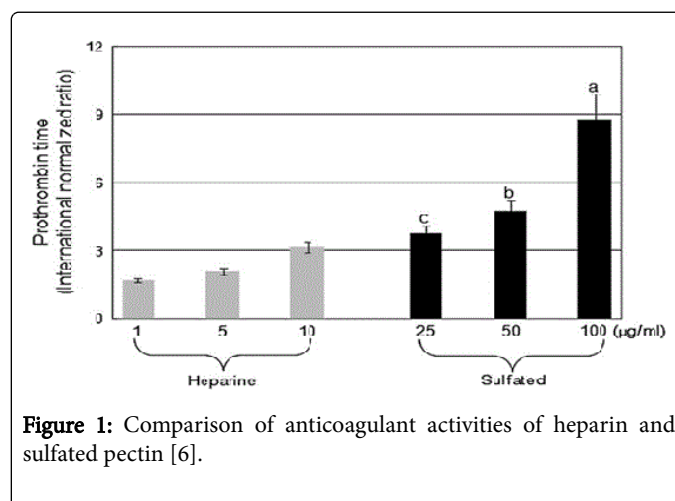 12
9
6
3
0
Prothrombin time
(International normalized ratio)
c
b
a
1 5 10 25 50 100 (μg/ml)
Heparine Sulfated
Figure 1: Comparison of anticoagulant activities of heparin and
sulfated pectin [6].